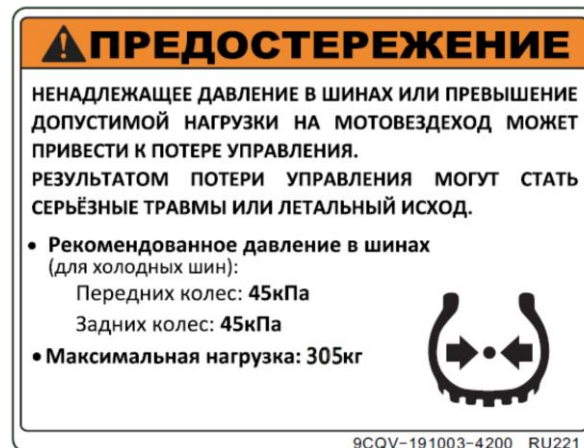 ПРЕДОСТЕРЕЖЕНИЕ
НЕНАДЛЕЖАЩЕЕ ДАВЛЕНИЕ В ШИНАХ ИЛИ ПРЕВЫШЕНИЕ
ДОПУСТИМОЙ НАГРУЗКИ НА МОТОВЕЗДЕХОД МОЖЕТ
ПРИВЕСТИ К ПОТЕРЕ УПРАВЛЕНИЯ.
РЕЗУЛЬТАТОМ ПОТЕРИ УПРАВЛЕНИЯ МОГУТ СТАТЬ
СЕРЬЁЗНЫЕ ТРАВМЫ ИЛИ ЛЕТАЛЬНЫЙ ИСХОД.
• Рекомендованное давление в шинах
(для холодных шин):
Передних колес: 45кПа
Задних колес: 45кПа
• Максимальная нагрузка: 305кг
9CQV-191003-4200 RU221